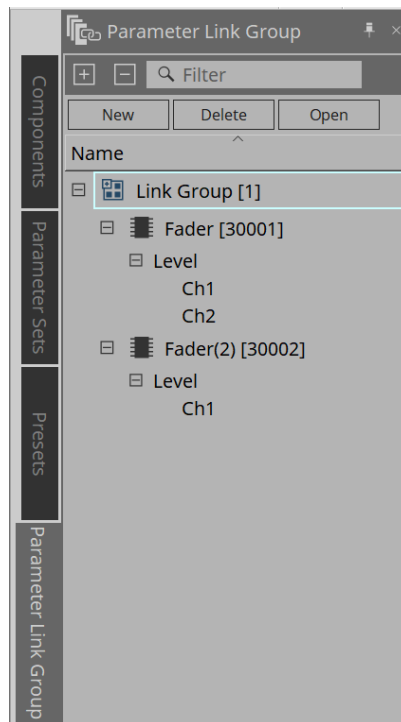 Parameter Link Group
Filter
New Delete Open
Name
Link Group [1]
Fader [30001]
Level
Ch1
Ch2
Fader(2) [30002]
Level
Ch1
Components
Parameter Sets
Presets
Parameter Link Group